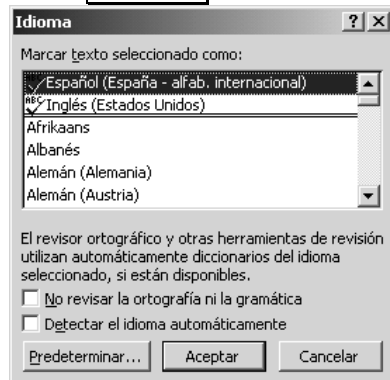 Idioma
Marcar texto seleccionado como:
ABC Español (España - alfab. internacional)
ABC Inglés (Estados Unidos)
Afrikaans
Albanés
Alemán (Alemania)
Alemán (Austria)
El revisor ortográfico y otras herramientas de revisión
utilizan automáticamente diccionarios del idioma
seleccionado, si están disponibles.
No revisar la ortografía ni la gramática
Detectar el idioma automáticamente
Predeterminar... Aceptar Cancelar